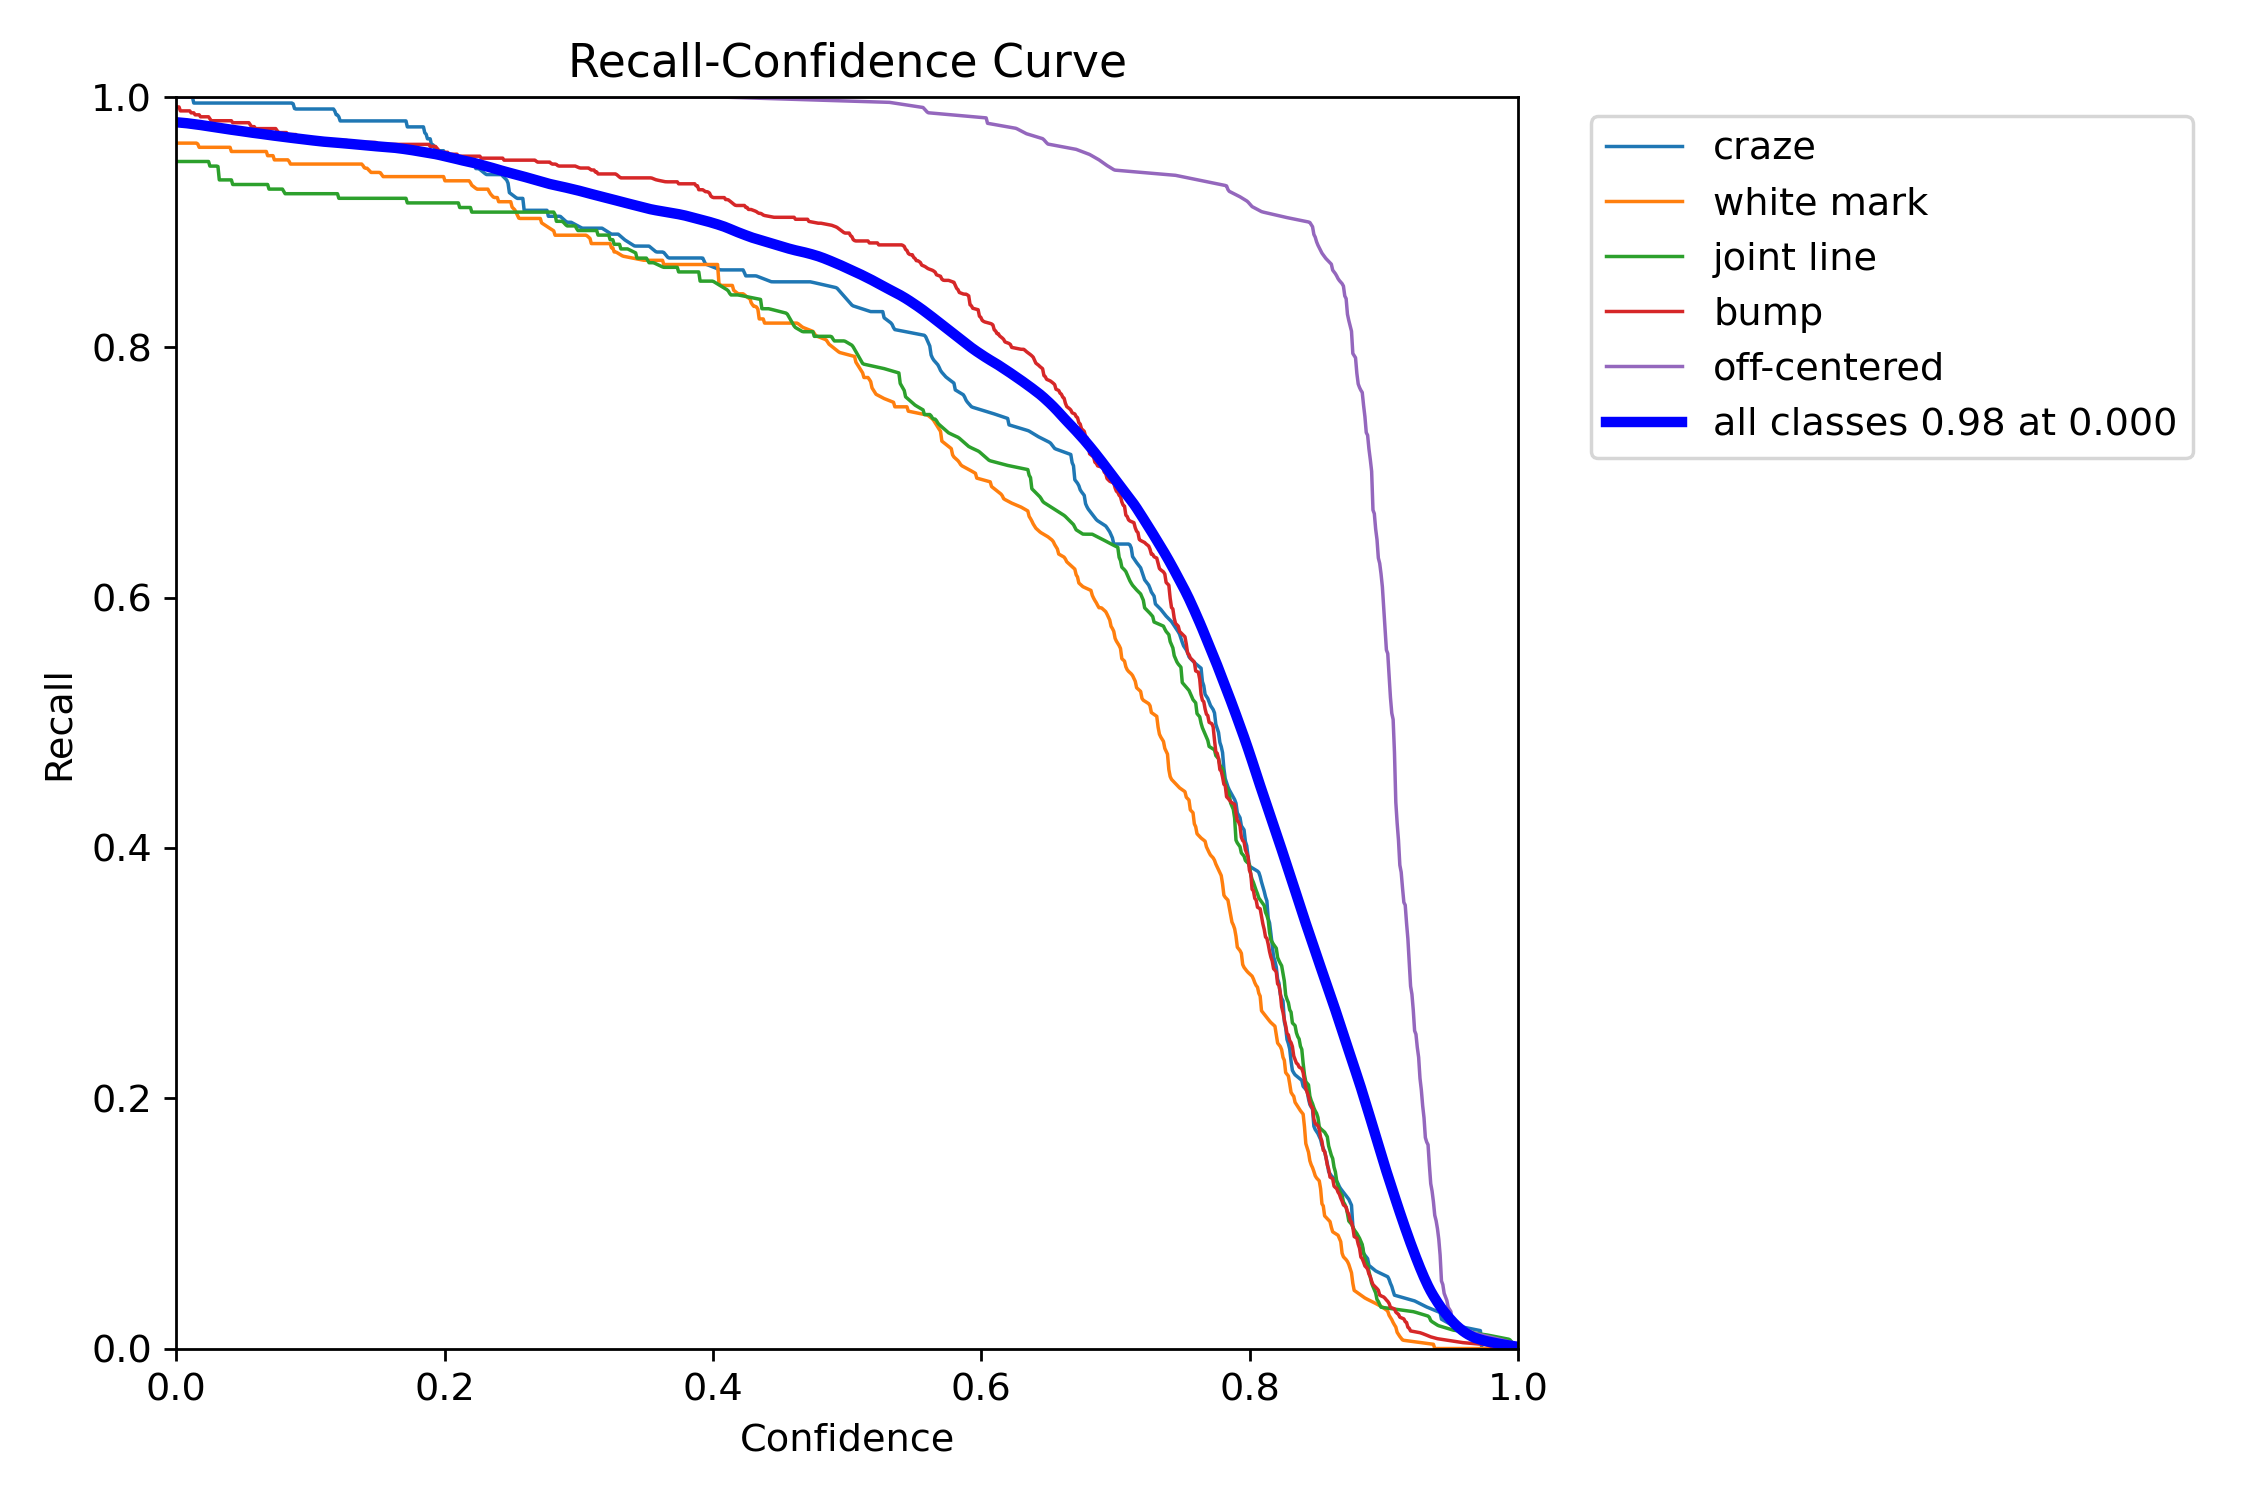 Recall-Confidence Curve
1.0
0.8
0.6
0.4
0.2
0.0
Recall
0.0 0.2 0.4 0.6 0.8 1.0
Confidence
craze
white mark
joint line
bump
off-centered
all classes 0.98 at 0.000